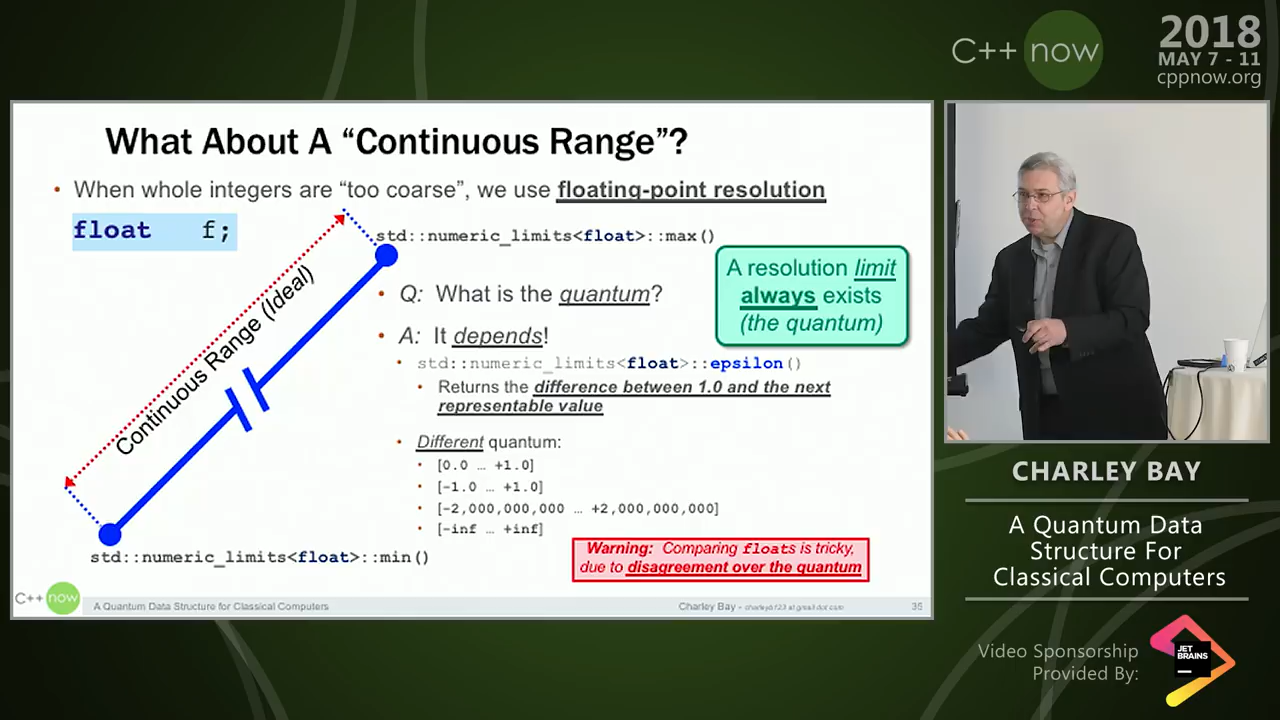 C++ now
2018
MAY 7 - 11
cppnow.org
What About A “Continuous Range”?
• When whole integers are “too coarse”, we use floating-point resolution
float f;
std::numeric_limits<float>::max()
Continuous Range (Ideal)
A resolution limit
always exists
(the quantum)
• Q: What is the quantum?
• A: It depends!
• std::numeric_limits<float>::epsilon()
• Returns the difference between 1.0 and the next
representable value
• Different quantum:
• [0.0 … +1.0]
• [-1.0 … +1.0]
• [-2,000,000,000 … +2,000,000,000]
• [-inf … +inf]
std::numeric_limits<float>::min()
Warning: Comparing floats is tricky,
due to disagreement over the quantum
C++ now
A Quantum Data Structure for Classical Computers
Charley Bay - charleyb123 at gmail dot com
35
CHARLEY BAY
A Quantum Data
Structure For
Classical Computers
Video Sponsorship
Provided By:
JET
BRAINS